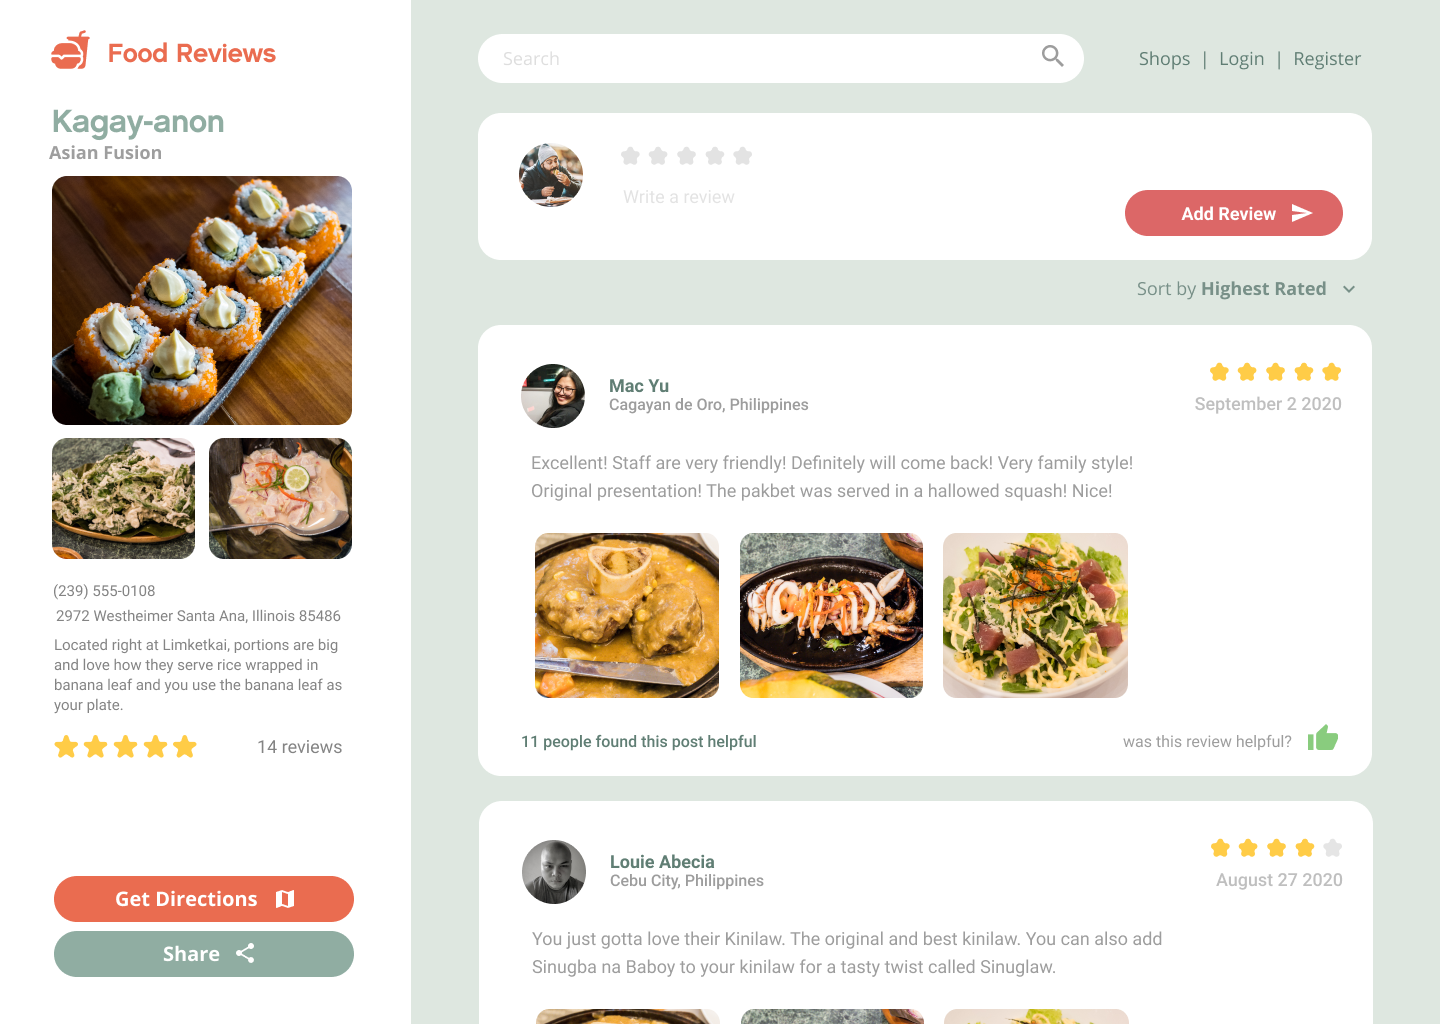 Food Reviews
Kagay-anon
Asian Fusion
(239) 555-0108
2972 Westheimer Santa Ana, Illinois 85486
Located right at Limketkai, portions are big
and love how they serve rice wrapped in
banana leaf and you use the banana leaf as
your plate.
14 reviews
Get Directions
Share
Search
Shops | Login | Register
Write a review
Add Review
Sort by Highest Rated
Mac Yu
Cagayan de Oro, Philippines
September 2 2020
Excellent! Staff are very friendly! Definitely will come back! Very family style!
Original presentation! The pakbet was served in a hallowed squash! Nice!
11 people found this post helpful
was this review helpful?
Louie Abecia
Cebu City, Philippines
August 27 2020
You just gotta love their Kinilaw. The original and best kinilaw. You can also add
Sinugba na Baboy to your kinilaw for a tasty twist called Sinuglaw.